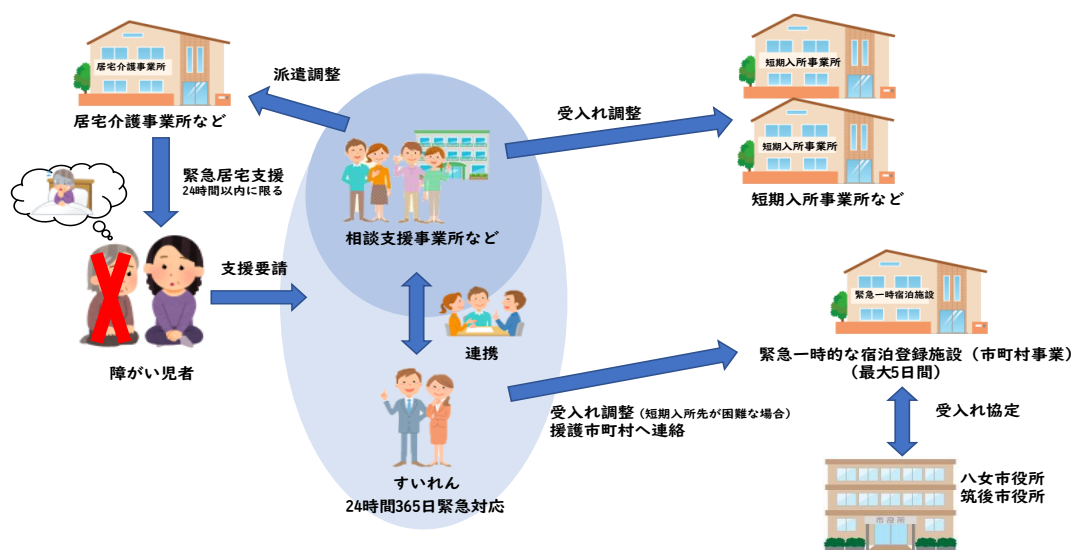 居宅介護事業所
居宅介護事業所など
派遣調整
受入れ調整
短期入所事業所
短期入所事業所
短期入所事業所など
緊急居宅支援
24時間以内に限る
相談支援事業所など
支援要請
障がい児者
連携
緊急一時宿泊施設
緊急一時的な宿泊登録施設(市町村事業)
(最大5日間)
受入れ調整(短期入所先が困難な場合)
援護市町村へ連絡
受入れ協定
すいれん
24時間365日緊急対応
八女市役所
筑後市役所
市役所